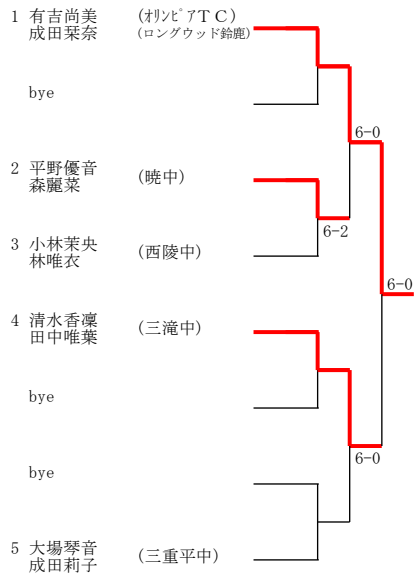 1 有吉尚美 (ｵﾘﾝﾋﾟｱＴＣ)
成田栞奈 (ロングウッド鈴鹿)
bye
6-0
2 平野優音 (暁中)
森麗菜
6-2
3 小林茉央 (西陵中)
林唯衣
6-0
4 清水香凜 (三滝中)
田中唯葉
bye
6-0
bye
5 大場琴音 (三重平中)
成田莉子